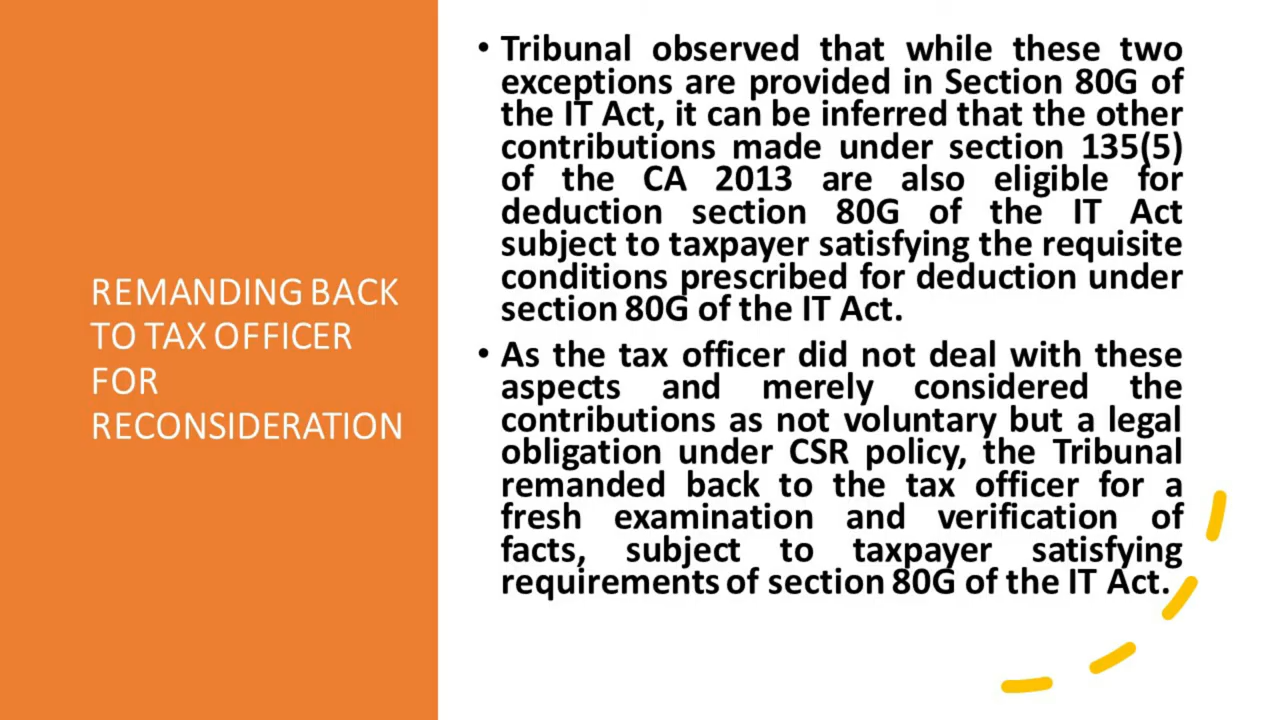 REMANDING BACK
TO TAX OFFICER
FOR
RECONSIDERATION
• Tribunal observed that while these two
exceptions are provided in Section 80G of
the IT Act, it can be inferred that the other
contributions made under section 135(5)
of the CA 2013 are also eligible for
deduction section 80G of the IT Act
subject to taxpayer satisfying the requisite
conditions prescribed for deduction under
section 80G of the IT Act.
• As the tax officer did not deal with these
aspects and merely considered the
contributions as not voluntary but a legal
obligation under CSR policy, the Tribunal
remanded back to the tax officer for a
fresh examination and verification of
facts, subject to taxpayer satisfying
requirements of section 80G of the IT Act.